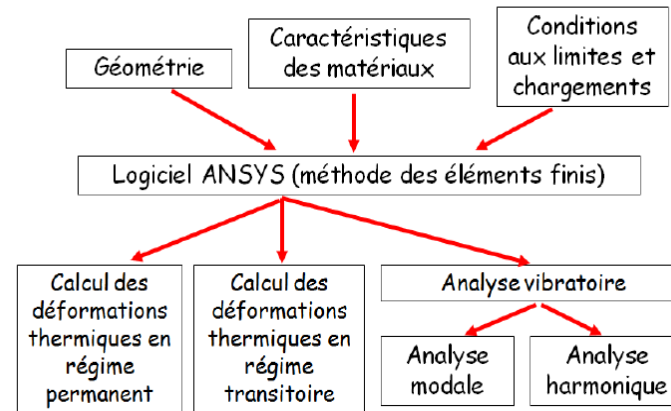 Géométrie
Caractéristiques
des matériaux
Conditions
aux limites et
chargements
Logiciel ANSYS (méthode des éléments finis)
Calcul des
déformations
thermiques en
régime
permanent
Calcul des
déformations
thermiques en
régime
transitoire
Analyse vibratoire
Analyse
modale
Analyse
harmonique